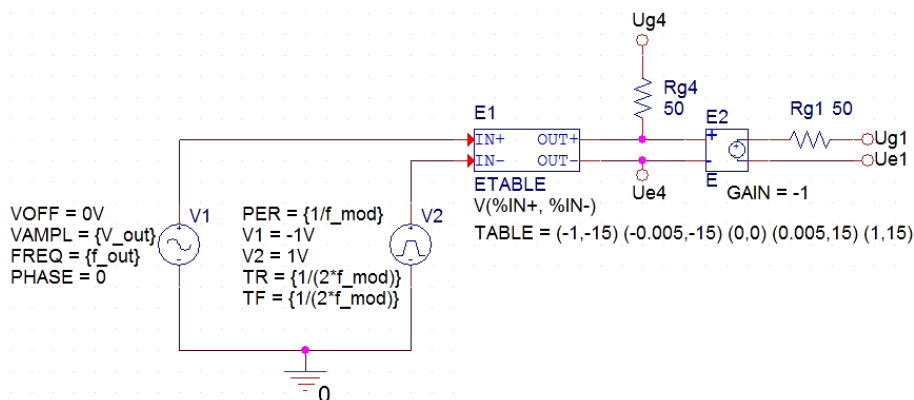 Ug4
Rg4
50
E1
E2
Rg1 50
IN+ OUT+
IN- OUT-
+
-
Ug1
Ue1
ETABLE
V(%IN+, %IN-)
Ue4
E
GAIN = -1
TABLE = (-1,-15) (-0.005,-15) (0,0) (0.005,15) (1,15)
VOFF = 0V
VAMPL = {V_out}
FREQ = {f_out}
PHASE = 0
V1
PER = {1/f_mod}
V1 = -1V
V2 = 1V
TR = {1/(2*f_mod)}
TF = {1/(2*f_mod)}
V2
0